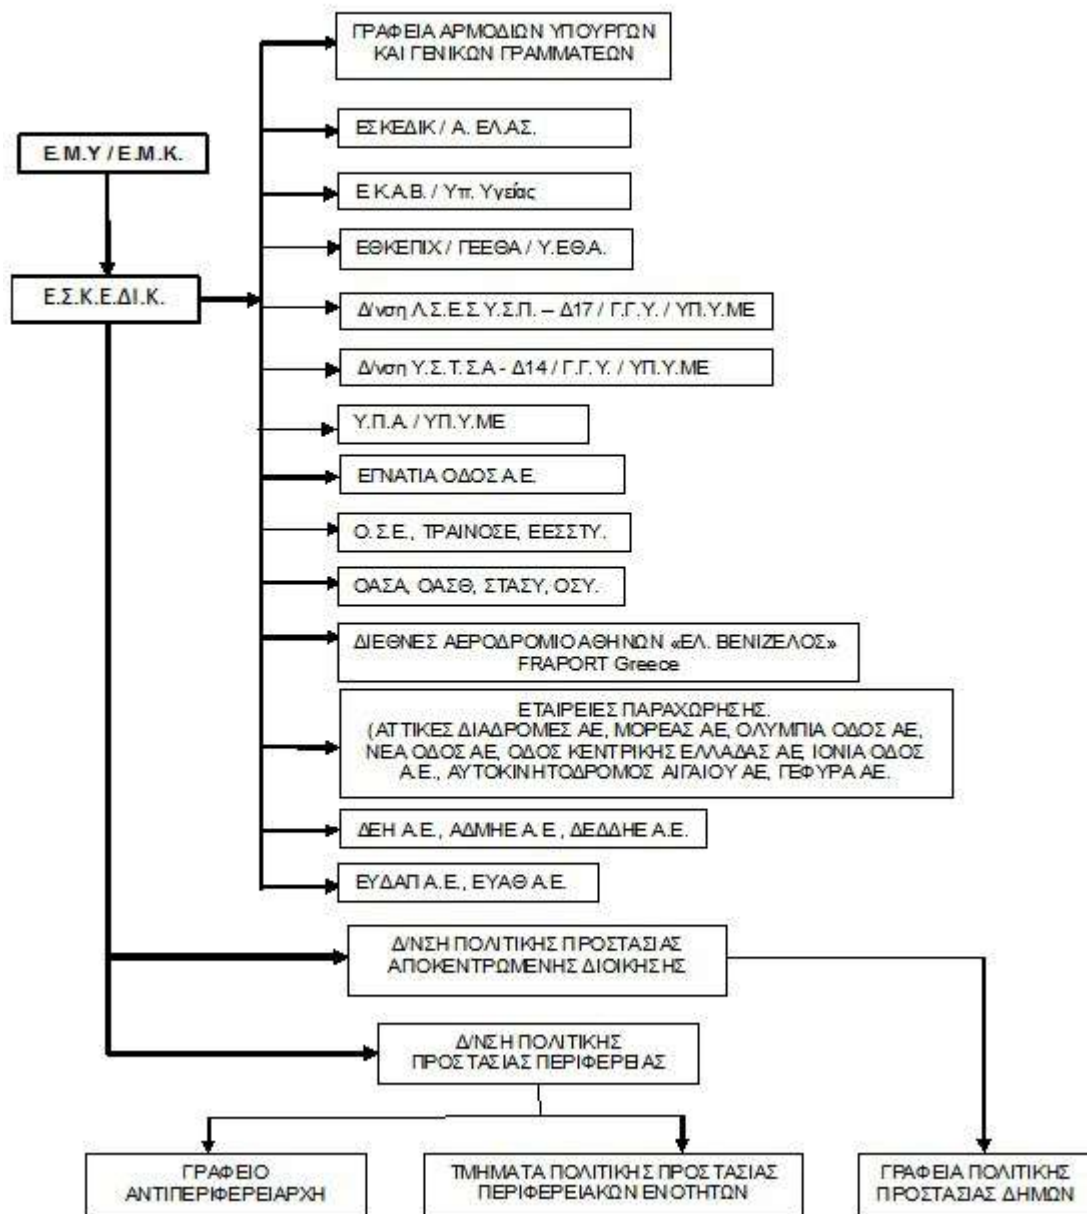 ΓΡΑΦΕΙΑ ΑΡΜΟΔΙΩΝ ΥΠΟΥΡΓΩΝ
ΚΑΙ ΓΕΝΙΚΩΝ ΓΡΑΜΜΑΤΕΩΝ
ΕΣΚΕΔΙΚ / Α. ΕΛ.ΑΣ.
Ε.Μ.Υ / Ε.Μ.Κ.
Ε.Κ.Α.Β. / Υπ. Υγείας
ΕΘΚΕΠΙΧ / ΓΕΕΘΑ / Υ.ΕΘ.Α.
Ε.Σ.Κ.Ε.ΔΙ.Κ.
Δ/νση Λ.Σ.Ε.Σ.Υ.Σ.Π. – Δ17 / Γ.Γ.Υ. / ΥΠ.Υ.ΜΕ
Δ/νση Υ.Σ.Τ.Σ.Α - Δ14 / Γ.Γ.Υ. / ΥΠ.Υ.ΜΕ
Υ.Π.Α. / ΥΠ.Υ.ΜΕ
ΕΓΝΑΤΙΑ ΟΔΟΣ Α.Ε.
Ο.Σ.Ε., ΤΡΑΙΝΟΣΕ, ΕΕΣΣΤΥ.
ΟΑΣΑ, ΟΑΣΘ, ΣΤΑΣΥ, ΟΣΥ.
ΔΙΕΘΝΕΣ ΑΕΡΟΔΡΟΜΙΟ ΑΘΗΝΩΝ «ΕΛ. ΒΕΝΙΖΕΛΟΣ»
FRAPORT Greece
ΕΤΑΙΡΕΙΕΣ ΠΑΡΑΧΩΡΗΣΗΣ.
(ΑΤΤΙΚΕΣ ΔΙΑΔΡΟΜΕΣ ΑΕ, ΜΟΡΕΑΣ ΑΕ, ΟΛΥΜΠΙΑ ΟΔΟΣ ΑΕ,
ΝΕΑ ΟΔΟΣ ΑΕ, ΟΔΟΣ ΚΕΝΤΡΙΚΗΣ ΕΛΛΑΔΑΣ ΑΕ, ΙΟΝΙΑ ΟΔΟΣ
Α.Ε., ΑΥΤΟΚΙΝΗΤΟΔΡΟΜΟΣ ΑΙΓΑΙΟΥ ΑΕ, ΓΕΦΥΡΑ ΑΕ.
ΔΕΗ Α.Ε., ΑΔΜΗΕ Α.Ε., ΔΕΔΔΗΕ Α.Ε.
ΕΥΔΑΠ Α.Ε., ΕΥΑΘ Α.Ε.
Δ/ΝΣΗ ΠΟΛΙΤΙΚΗΣ ΠΡΟΣΤΑΣΙΑΣ
ΑΠΟΚΕΝΤΡΩΜΕΝΗΣ ΔΙΟΙΚΗΣΗΣ
Δ/ΝΣΗ ΠΟΛΙΤΙΚΗΣ
ΠΡΟΣΤΑΣΙΑΣ ΠΕΡΙΦΕΡΕΙΑΣ
ΓΡΑΦΕΙΟ
ΑΝΤΙΠΕΡΙΦΕΡΕΙΑΡΧΗ
ΤΜΗΜΑΤΑ ΠΟΛΙΤΙΚΗΣ ΠΡΟΣΤΑΣΙΑΣ
ΠΕΡΙΦΕΡΕΙΑΚΩΝ ΕΝΟΤΗΤΩΝ
ΓΡΑΦΕΙΑ ΠΟΛΙΤΙΚΗΣ
ΠΡΟΣΤΑΣΙΑΣ ΔΗΜΩΝ